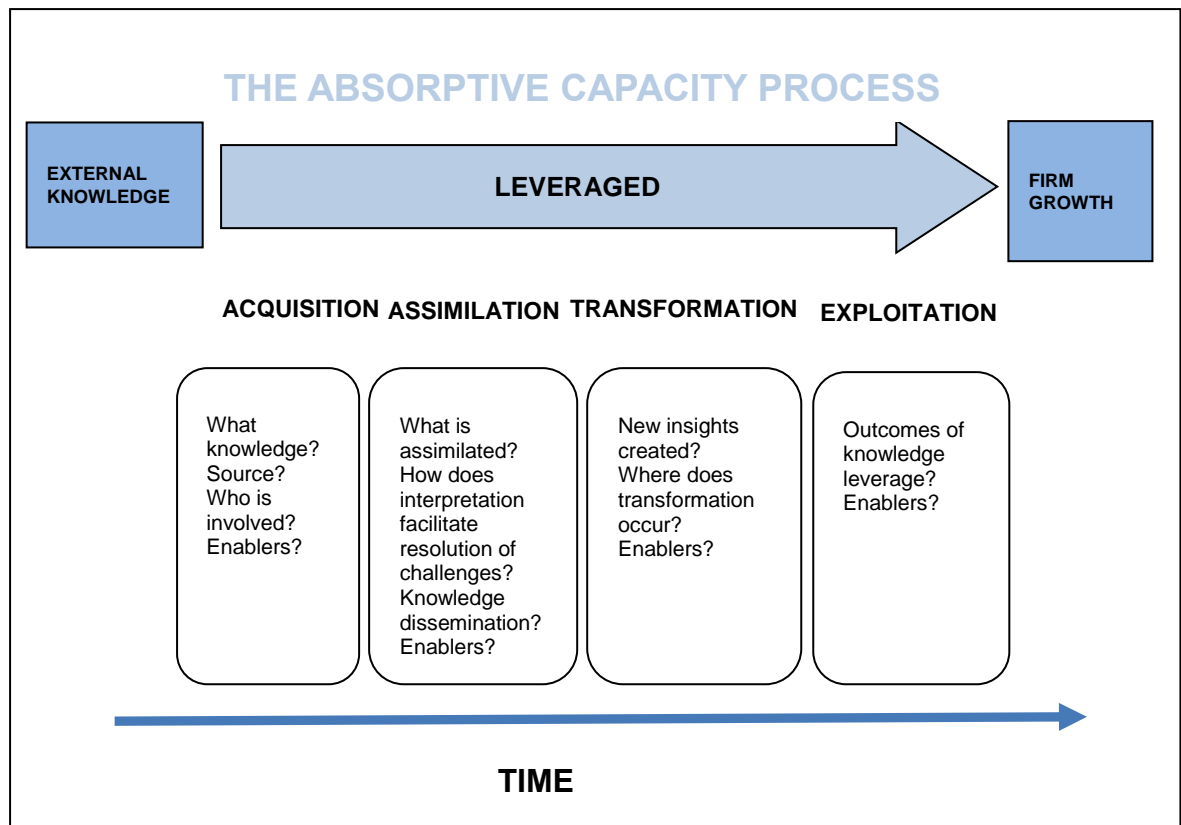 THE ABSORPTIVE CAPACITY PROCESS
EXTERNAL
KNOWLEDGE
LEVERAGED
FIRM
GROWTH
ACQUISITION
ASSIMILATION
TRANSFORMATION
EXPLOITATION
What
knowledge?
Source?
Who is
involved?
Enablers?
What is
assimilated?
How does
interpretation
facilitate
resolution of
challenges?
Knowledge
dissemination?
Enablers?
New insights
created?
Where does
transformation
occur?
Enablers?
Outcomes of
knowledge
leverage?
Enablers?
TIME